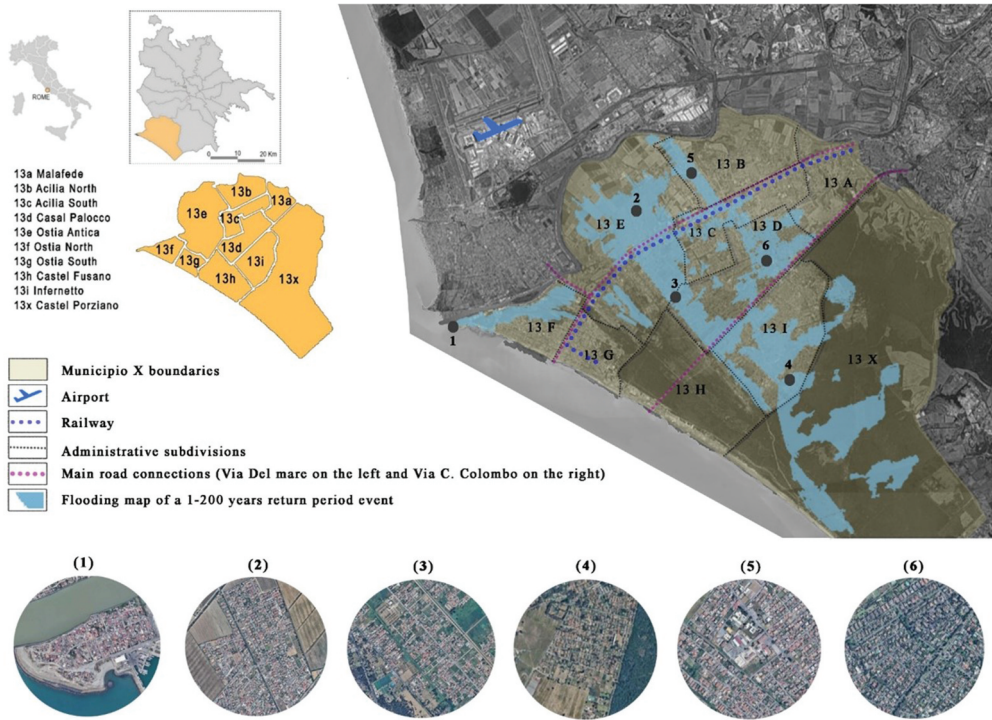 ROME
0 10 20 Km
13a Malafede
13b Acilia North
13c Acilia South
13d Casal Palocco
13e Ostia Antica
13f Ostia North
13g Ostia South
13h Castel Fusano
13i Infernetto
13x Castel Porziano
13b
13a
13e
13c
13d
13f
13g
13h
13i
13x
5
13 B
13 A
2
13 E
13 C
13 D
6
3
1
13 F
13 I
13 G
4
13 X
13 H
Municipio X boundaries
Airport
Railway
Administrative subdivisions
Main road connections (Via Del mare on the left and Via C. Colombo on the right)
Flooding map of a 1-200 years return period event
(1) (2) (3) (4) (5) (6)